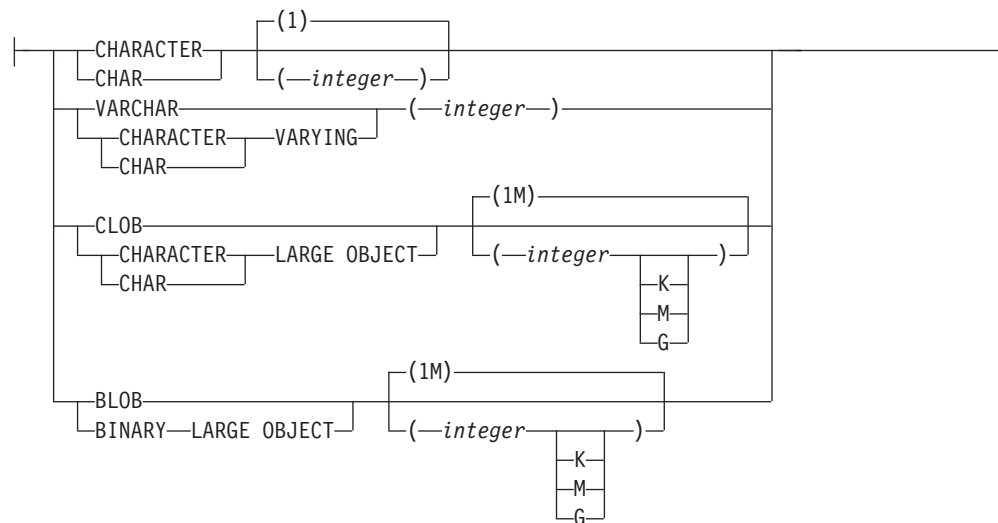 (1)
CHARACTER
CHAR ( integer )
VARCHAR ( integer )
CHARACTER VARYING
CHAR
(1M)
CLOB
CHARACTER LARGE OBJECT ( integer )
CHAR K
M
G
(1M)
BLOB
BINARY LARGE OBJECT ( integer )
K
M
G